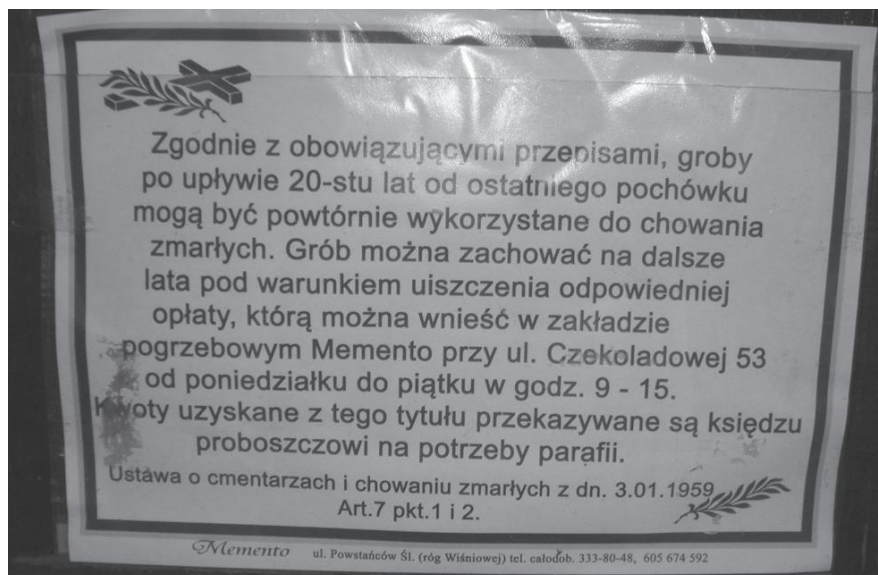 Zgodnie z obowiązującymi przepisami, groby
po upływie 20-stu lat od ostatniego pochówku
mogą być powtórnie wykorzystane do chowania
zmarłych. Grób można zachować na dalsze
lata pod warunkiem uiszczenia odpowiedniej
opłaty, którą można wnieść w zakładzie
pogrzebowym Memento przy ul. Czekoladowej 53
od poniedziałku do piątku w godz. 9 - 15.
Kwoty uzyskane z tego tytułu przekazywane są księdzu
proboszczowi na potrzeby parafii.
Ustawa o cmentarzach i chowaniu zmarłych z dn. 3.01.1959
Art.7 pkt.1 i 2.
Memento ul. Powstańców Śl. (róg Wiśniowej) tel. całodob. 333-80-48, 605 674 592